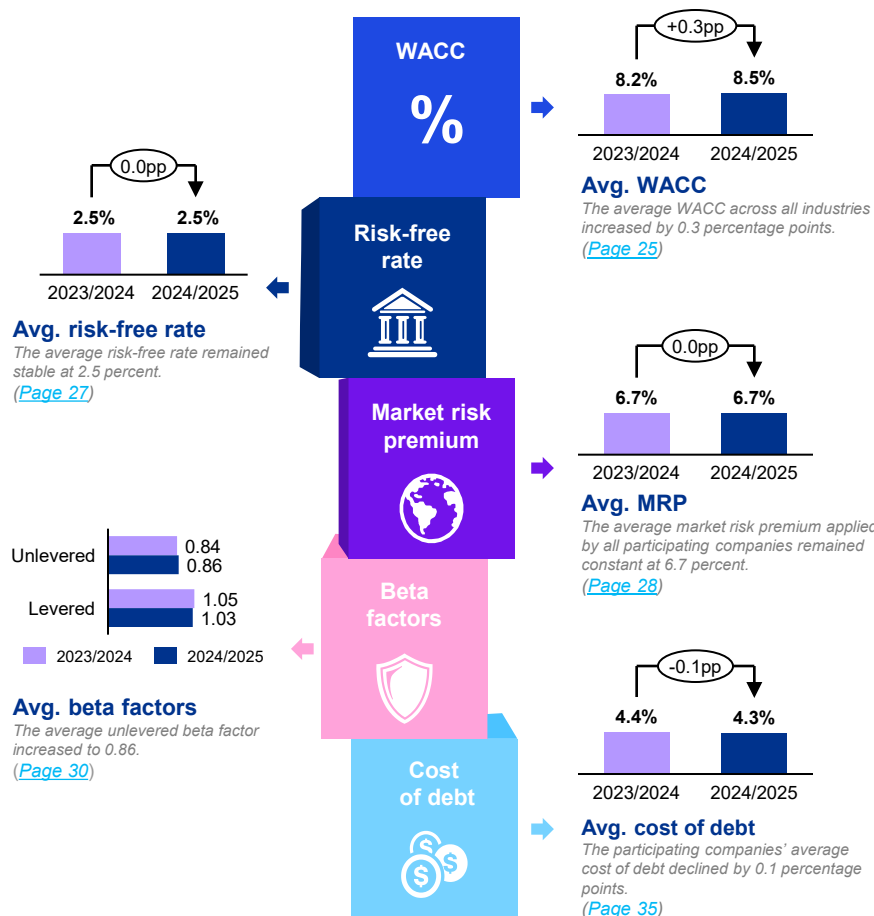 WACC
%
+0.3pp
8.2%
8.5%
2023/2024
2024/2025
Avg. WACC
The average WACC across all industries
increased by 0.3 percentage points.
(Page 25)
0.0pp
2.5%
2.5%
2023/2024
2024/2025
Avg. risk-free rate
The average risk-free rate remained
stable at 2.5 percent.
(Page 27)
Risk-free
rate
Market risk
premium
0.0pp
6.7%
6.7%
2023/2024
2024/2025
Avg. MRP
The average market risk premium applied
by all participating companies remained
constant at 6.7 percent.
(Page 28)
Unlevered
0.84
0.86
Levered
1.05
1.03
2023/2024
2024/2025
Avg. beta factors
The average unlevered beta factor
increased to 0.86.
(Page 30)
Beta
factors
Cost
of debt
$
$
$
-0.1pp
4.4%
4.3%
2023/2024
2024/2025
Avg. cost of debt
The participating companies' average
cost of debt declined by 0.1 percentage
points.
(Page 35)